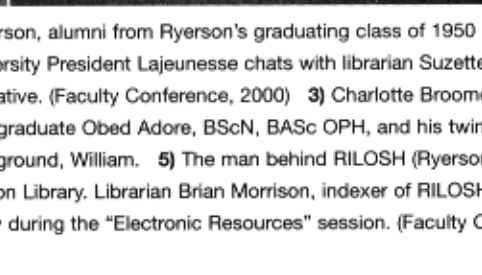 rson, alumni from Ryerson's graduating class of 1950
ersity President Lajeunesse chats with librarian Suzette
ative. (Faculty Conference, 2000) 3) Charlotte Broome
graduate Obed Adore, BScN, BASc OPH, and his twin
ground, William. 5) The man behind RILOSH (Ryerson
on Library. Librarian Brian Morrison, indexer of RILOSH
during the "Electronic Resources" session. (Faculty C